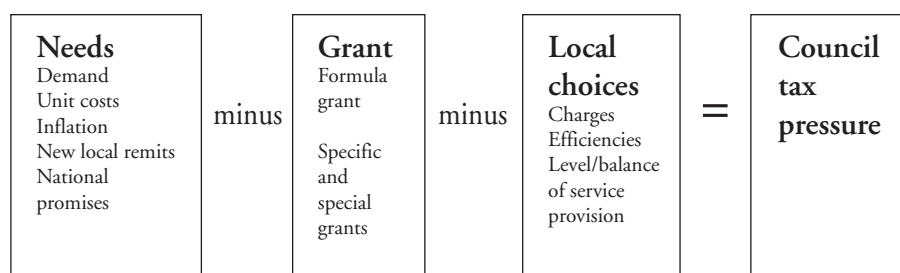 Needs
Demand
Unit costs
Inflation
New local remits
National
promises
minus
Grant
Formula
grant
Specific
and
special
grants
minus
Local
choices
Charges
Efficiencies
Level/balance
of service
provision
=
Council
tax
pressure